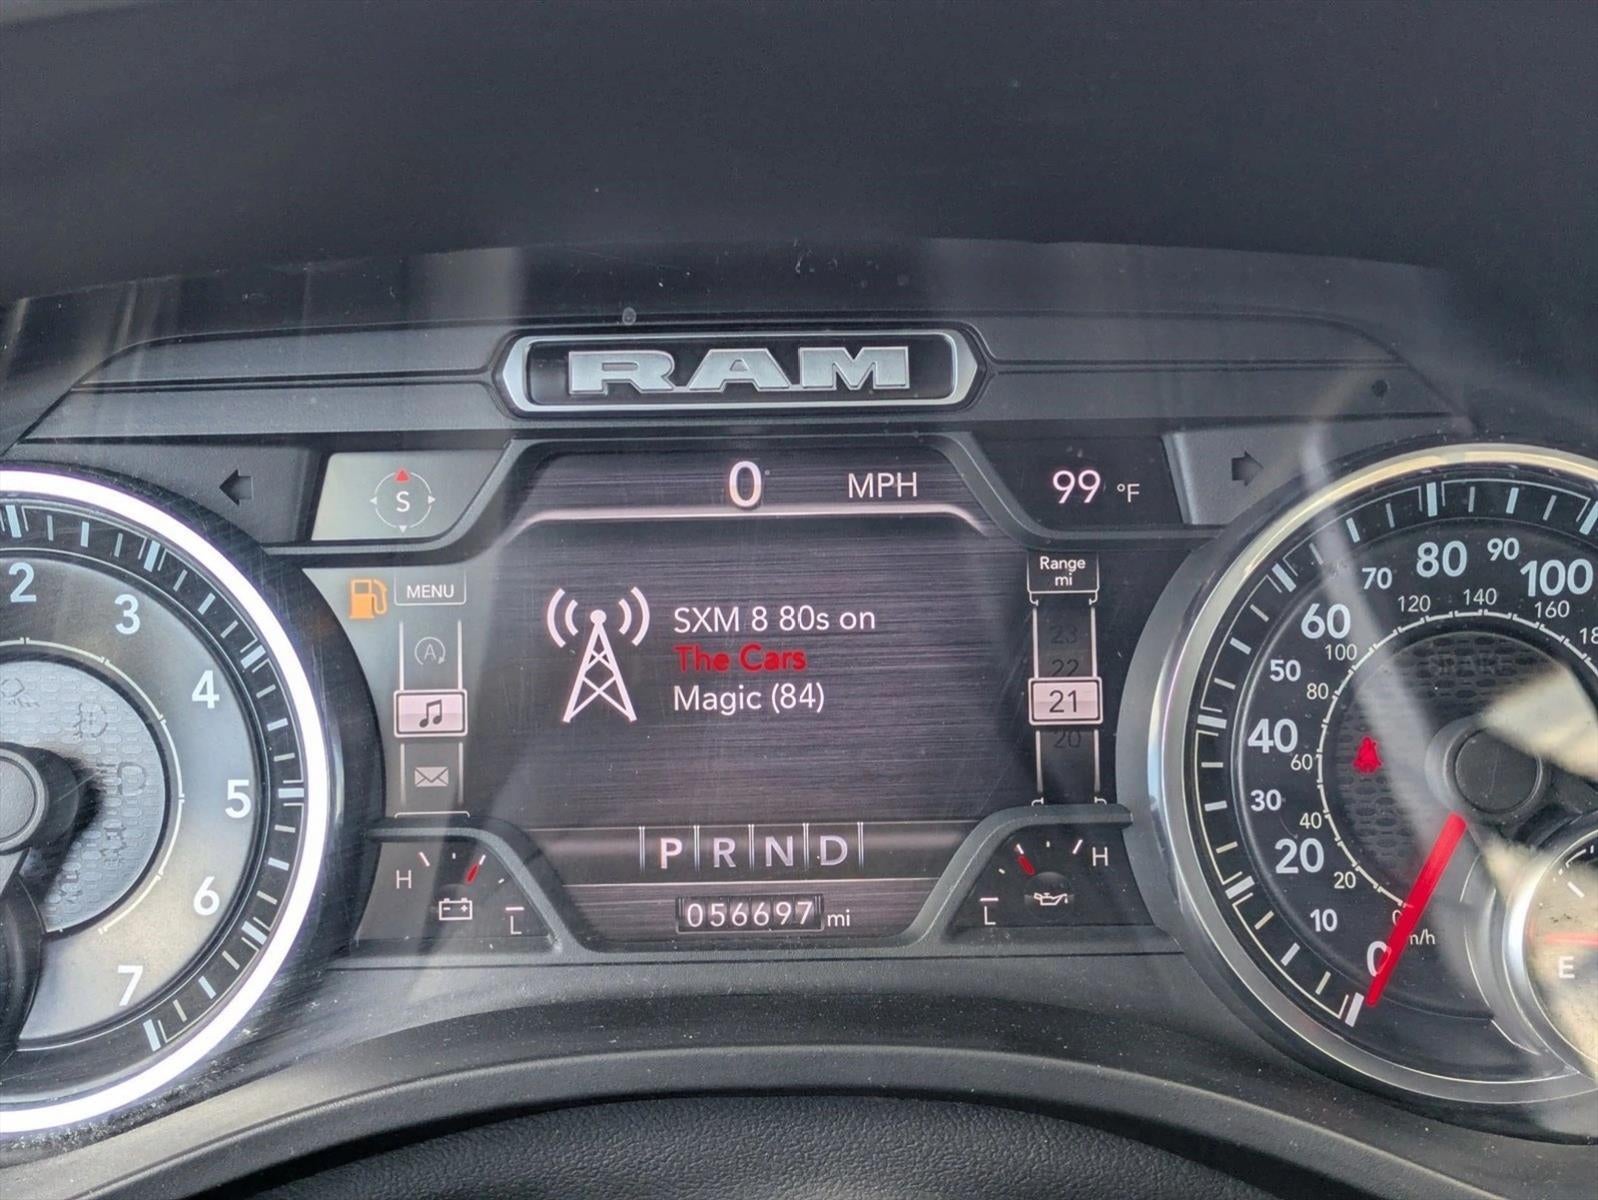 RAM
S
0 MPH
99 °F
MENU
Range
mi
A
SXM 8 80s on
The Cars
Magic (84)
23
22
21
20
P R N D
056697 mi
H
L
L
H
2
3
4
5
6
7
0
10
20
30
40
50
60
70
80
90
100
20
40
60
80
100
120
140
160
BRAKE
E